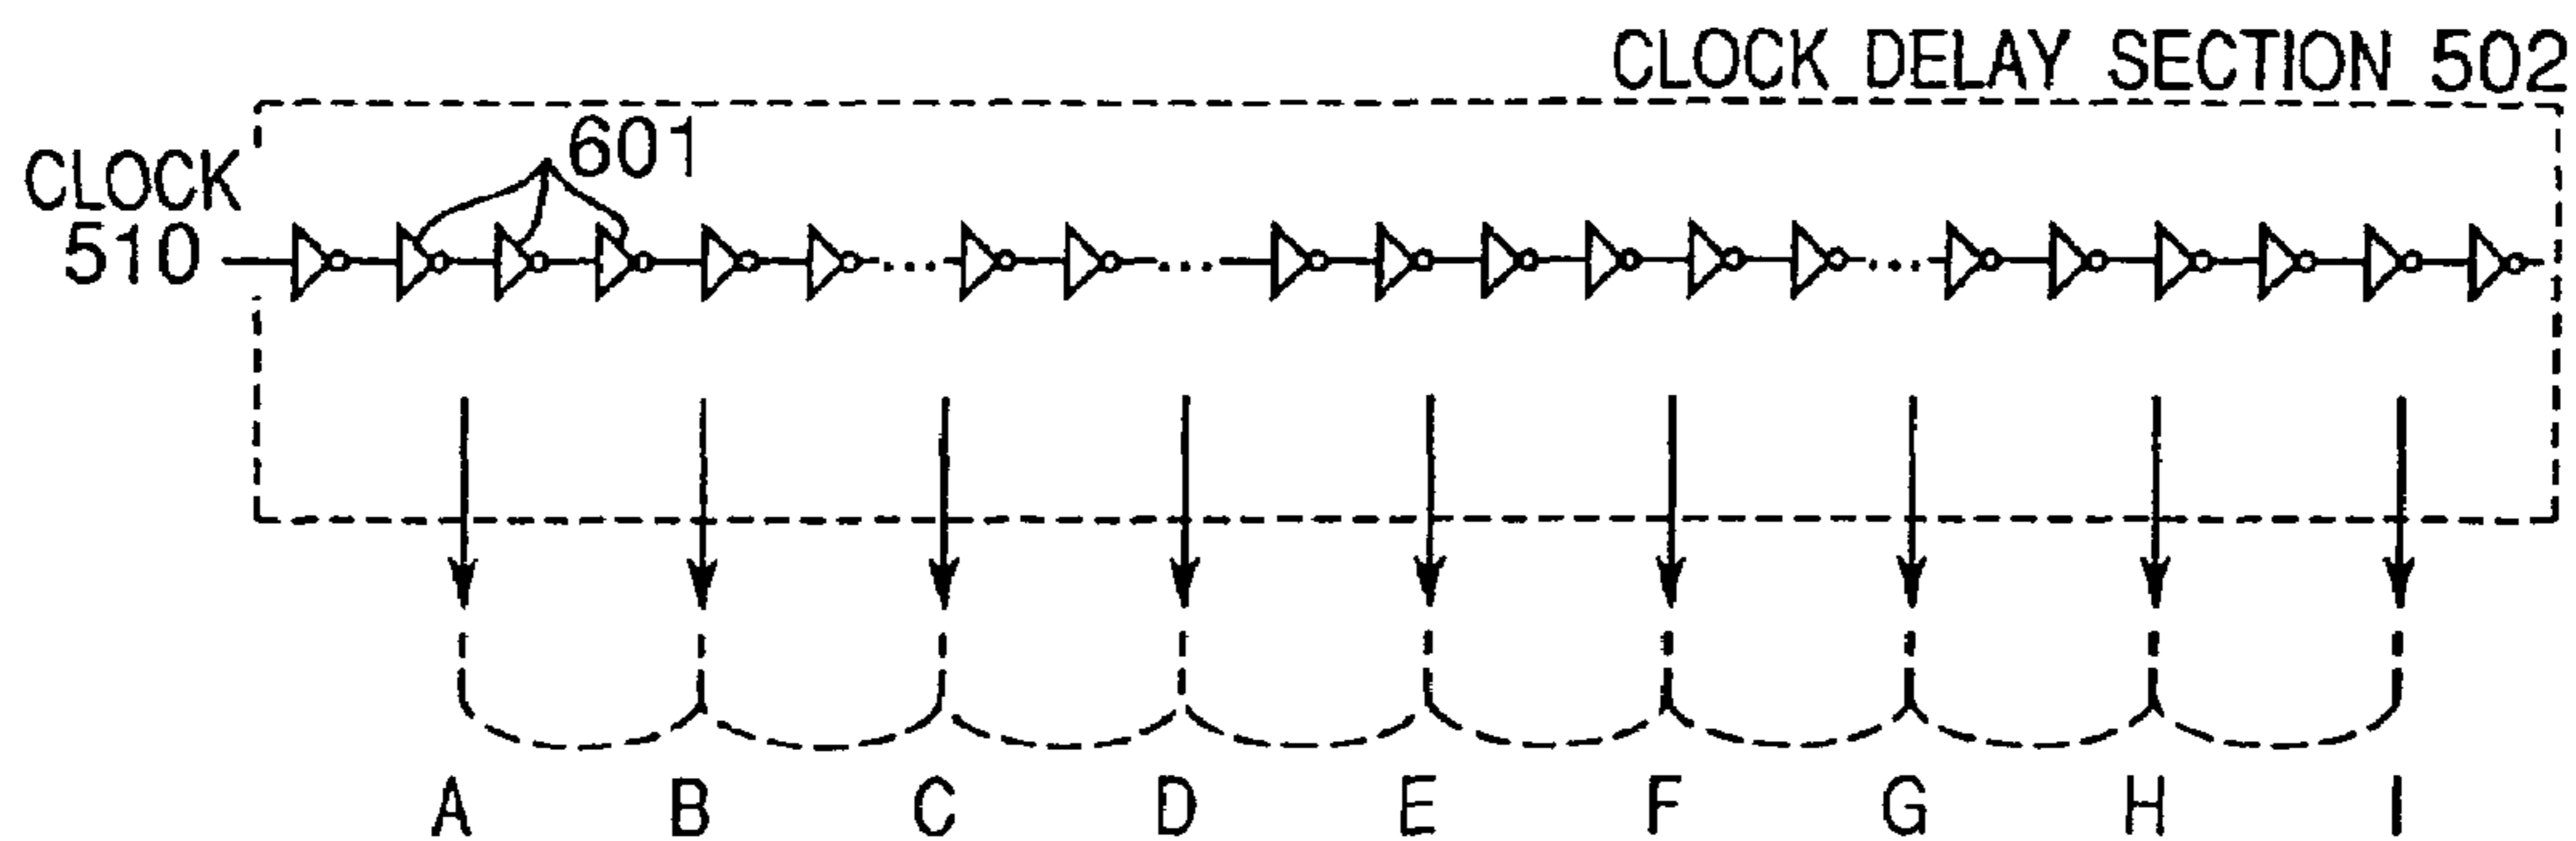 CLOCK DELAY SECTION 502
601
CLOCK
510
A B C D E F G H I